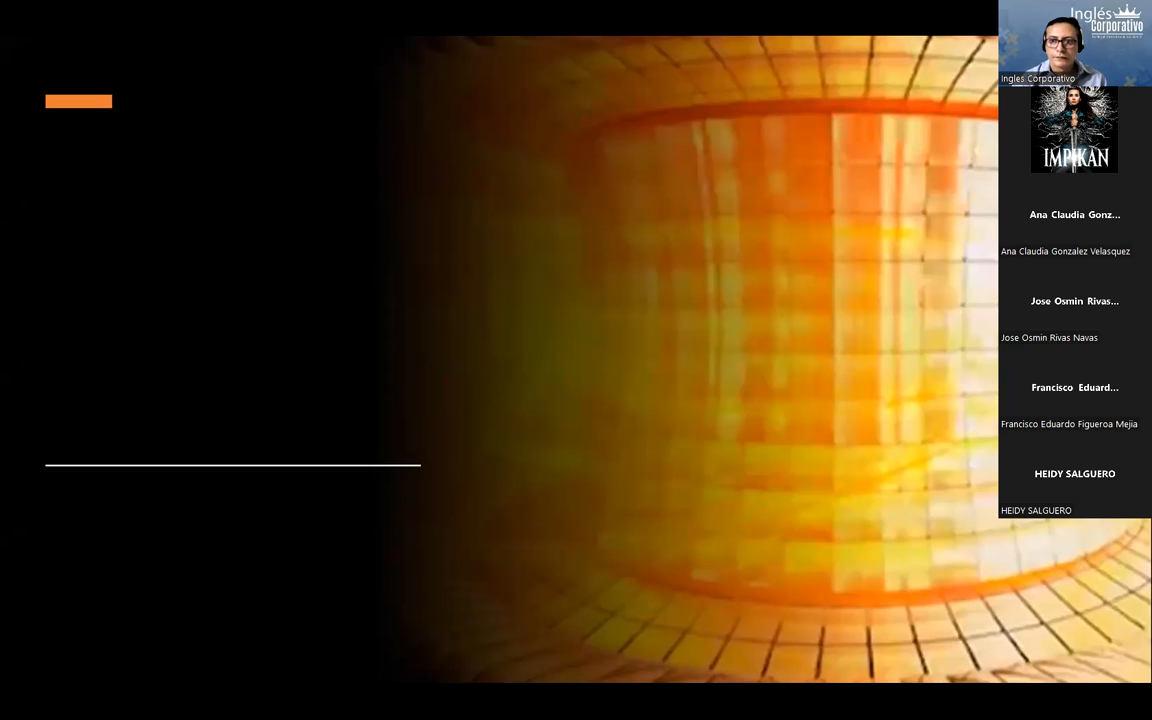 Inglés
Corporativo
Ingles Corporativo
IMPIKAN
Ana Claudia Gonz...
Ana Claudia Gonzalez Velasquez
Jose Osmin Rivas...
Jose Osmin Rivas Navas
Francisco Eduard...
Francisco Eduardo Figueroa Mejia
HEIDY SALGUERO
HEIDY SALGUERO